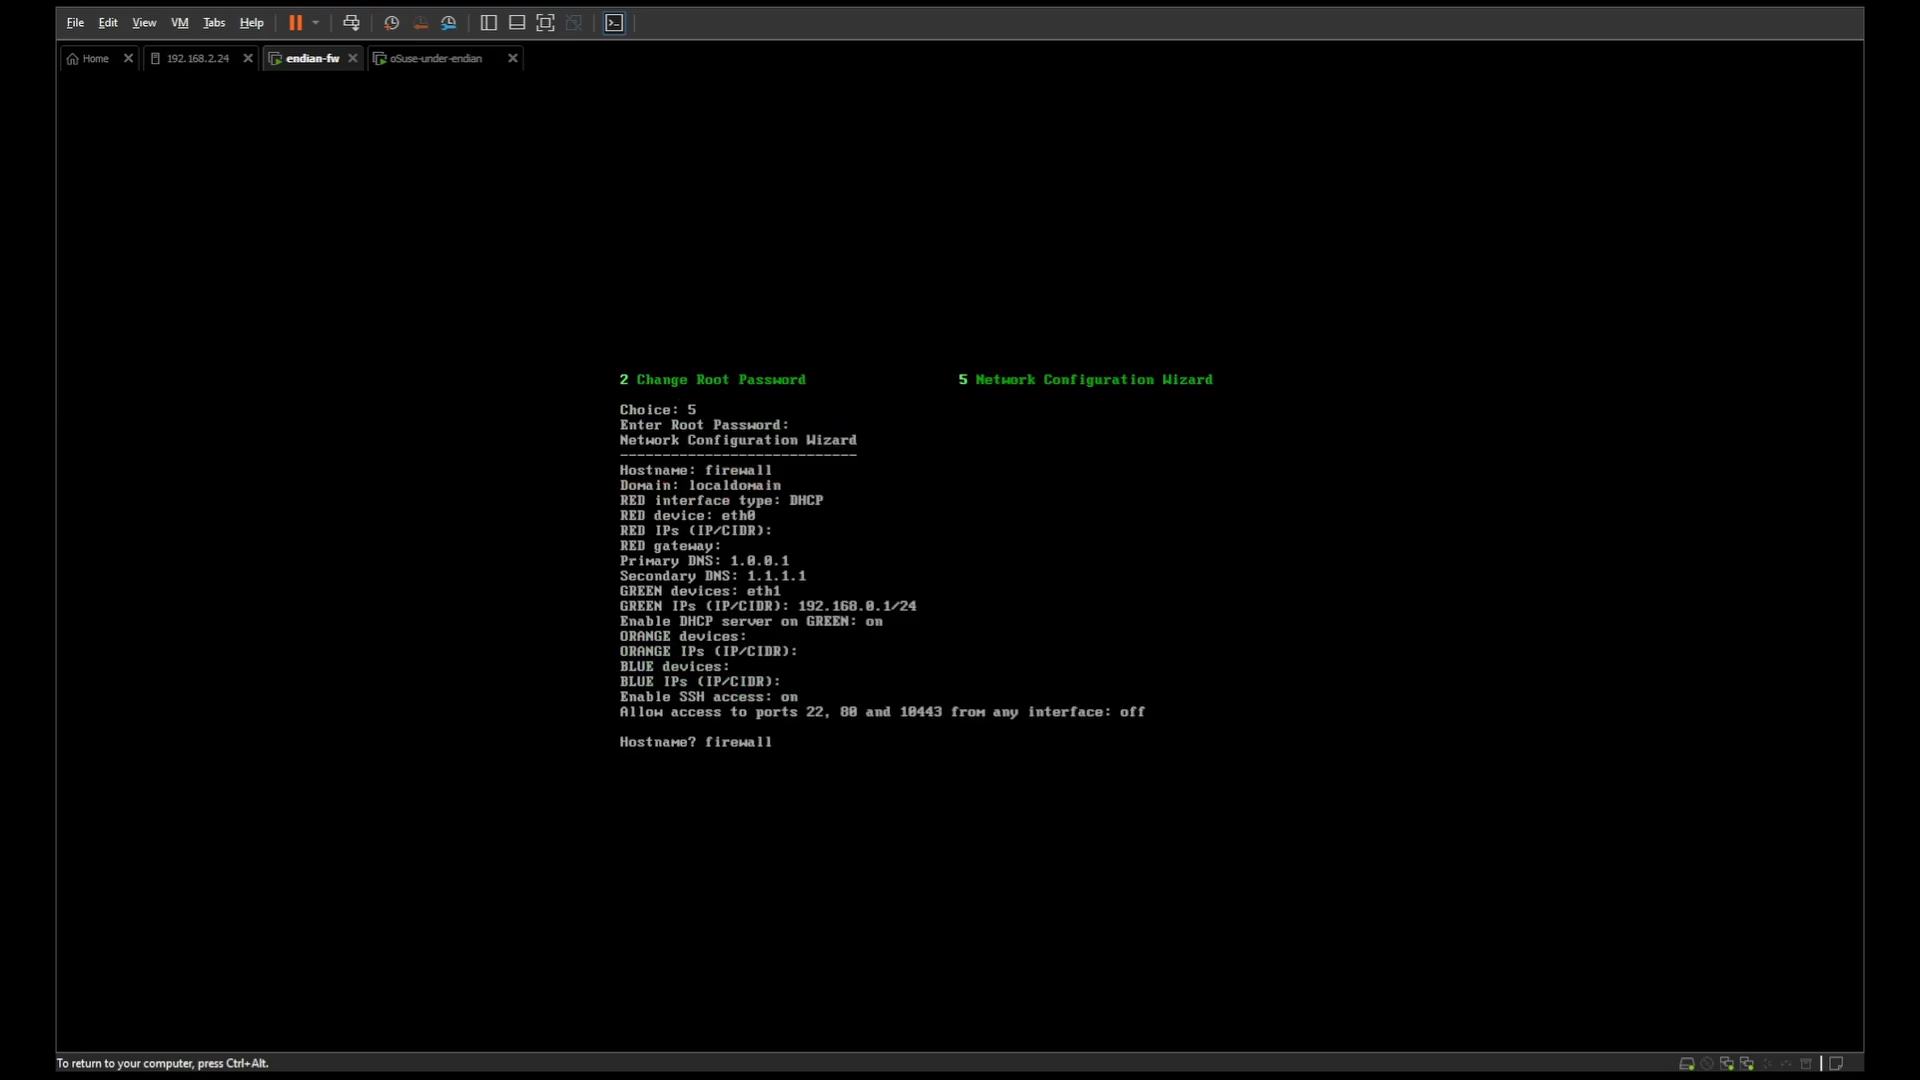 File Edit View VM Tabs Help
Home 192.168.2.24 endian-fw oSuse-under-endian
2 Change Root Password 5 Network Configuration Wizard
Choice: 5
Enter Root Password:
Network Configuration Wizard
----------------------------
Hostname: firewall
Domain: localdomain
RED interface type: DHCP
RED device: eth0
RED IPs (IP/CIDR):
RED gateway:
Primary DNS: 1.0.0.1
Secondary DNS: 1.1.1.1
GREEN devices: eth1
GREEN IPs (IP/CIDR): 192.168.0.1/24
Enable DHCP server on GREEN: on
ORANGE devices:
ORANGE IPs (IP/CIDR):
BLUE devices:
BLUE IPs (IP/CIDR):
Enable SSH access: on
Allow access to ports 22, 80 and 10443 from any interface: off
Hostname? firewall
To return to your computer, press Ctrl+Alt.